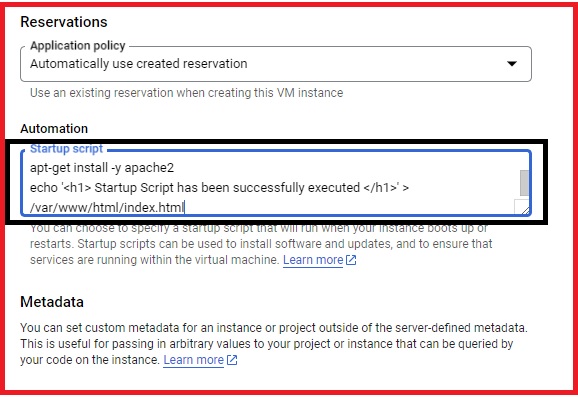 Reservations
Application policy
Automatically use created reservation
Use an existing reservation when creating this VM instance
Automation
Startup script
apt-get install -y apache2
echo '<h1> Startup Script has been successfully executed </h1>' >
/var/www/html/index.html
You can choose to specify a startup script that will run when your instance boots up or
restarts. Startup scripts can be used to install software and updates, and to ensure that
services are running within the virtual machine. Learn more
Metadata
You can set custom metadata for an instance or project outside of the server-defined metadata.
This is useful for passing in arbitrary values to your project or instance that can be queried by
your code on the instance. Learn more